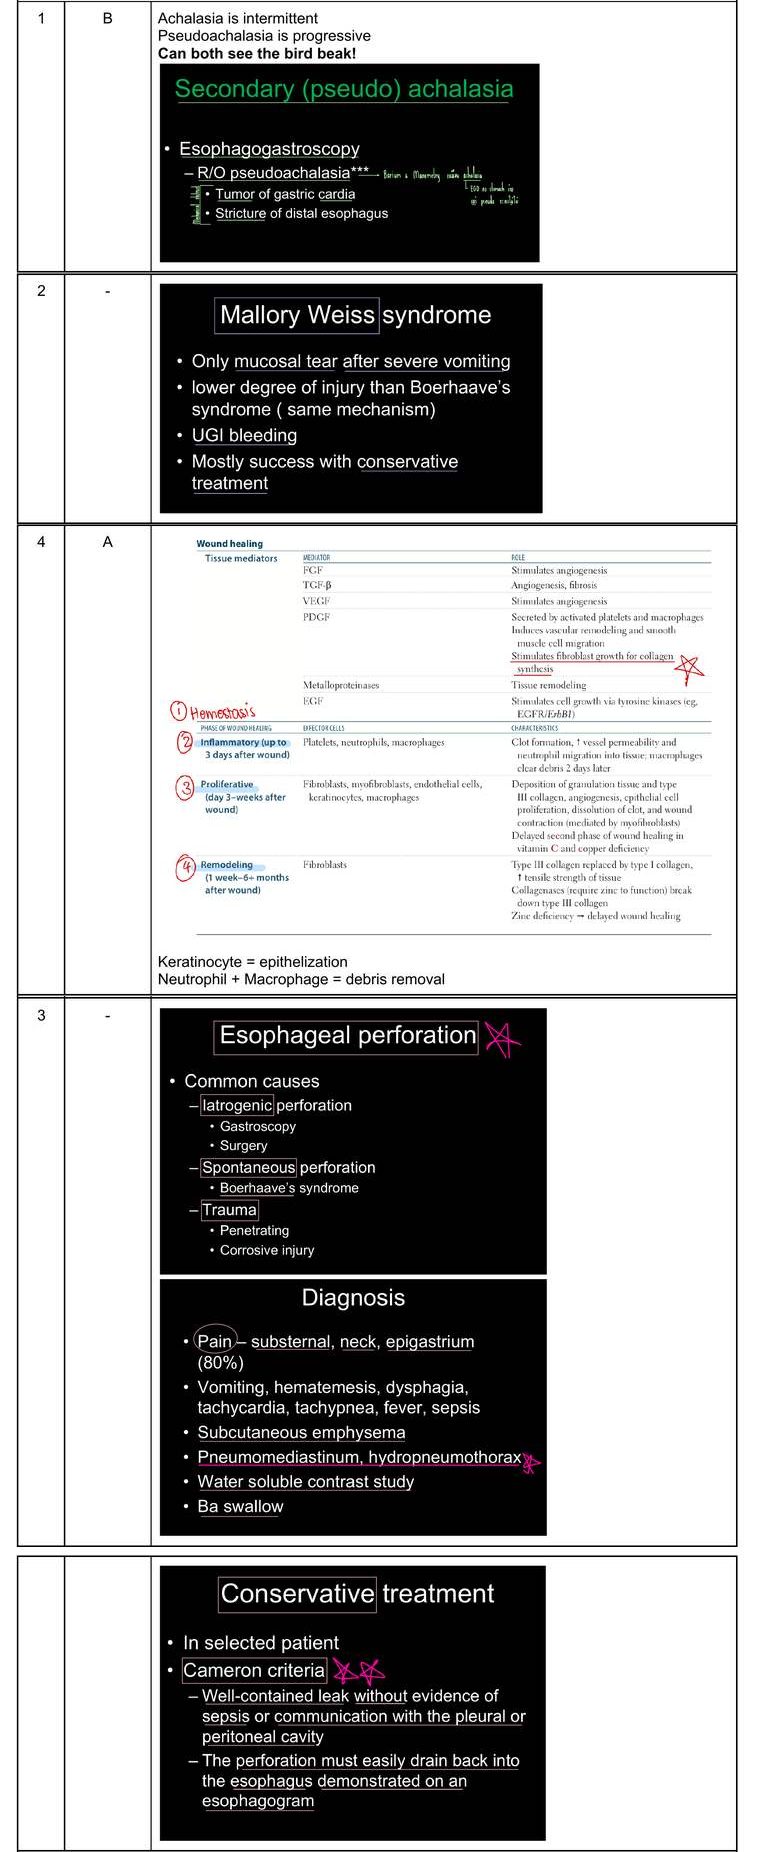 1
B
Achalasia is intermittent
Pseudoachalasia is progressive
Can both see the bird beak!
Secondary (pseudo) achalasia
• Esophagogastroscopy
– R/O pseudoachalasia***
Barium & Manometry
achalasia
• Tumor of gastric cardia
• Stricture of distal esophagus
EGD
pseudo
2
-
Mallory Weiss syndrome
• Only mucosal tear after severe vomiting
• lower degree of injury than Boerhaave's
syndrome ( same mechanism)
• UGI bleeding
• Mostly success with conservative
treatment
4
A
Wound healing
Tissue mediators MEDIATOR ROLE
FGF Stimulates angiogenesis
TGF-β Angiogenesis, fibrosis
VEGF Stimulates angiogenesis
PDGF Secreted by activated platelets and macrophages
Induces vascular remodeling and smooth
muscle cell migration
Stimulates fibroblast growth for collagen
synthesis
Metalloproteinases Tissue remodeling
EGF Stimulates cell growth via tyrosine kinases (eg,
EGFR/ErbB1)
① Hemostasis
PHASE OF WOUND HEALING EFFECTOR CELLS CHARACTERISTICS
② Inflammatory (up to Platelets, neutrophils, macrophages Clot formation, ↑ vessel permeability and
3 days after wound) neutrophil migration into tissue; macrophages
clear debris 2 days later
③ Proliferative Fibroblasts, myofibroblasts, endothelial cells, Deposition of granulation tissue and type
(day 3–weeks after keratinocytes, macrophages III collagen, angiogenesis, epithelial cell
wound) proliferation, dissolution of clot, and wound
contraction (mediated by myofibroblasts)
Delayed second phase of wound healing in
vitamin C and copper deficiency
④ Remodeling Fibroblasts Type III collagen replaced by type I collagen,
(1 week–6+ months ↑ tensile strength of tissue
after wound) Collagenases (require zinc to function) break
down type III collagen
Zinc deficiency → delayed wound healing
Keratinocyte = epithelization
Neutrophil + Macrophage = debris removal
3
-
Esophageal perforation
• Common causes
– Iatrogenic perforation
• Gastroscopy
• Surgery
– Spontaneous perforation
• Boerhaave's syndrome
– Trauma
• Penetrating
• Corrosive injury
Diagnosis
• Pain – substernal, neck, epigastrium
(80%)
• Vomiting, hematemesis, dysphagia,
tachycardia, tachypnea, fever, sepsis
• Subcutaneous emphysema
• Pneumomediastinum, hydropneumothorax
• Water soluble contrast study
• Ba swallow
Conservative treatment
• In selected patient
• Cameron criteria
– Well-contained leak without evidence of
sepsis or communication with the pleural or
peritoneal cavity
– The perforation must easily drain back into
the esophagus demonstrated on an
esophagogram